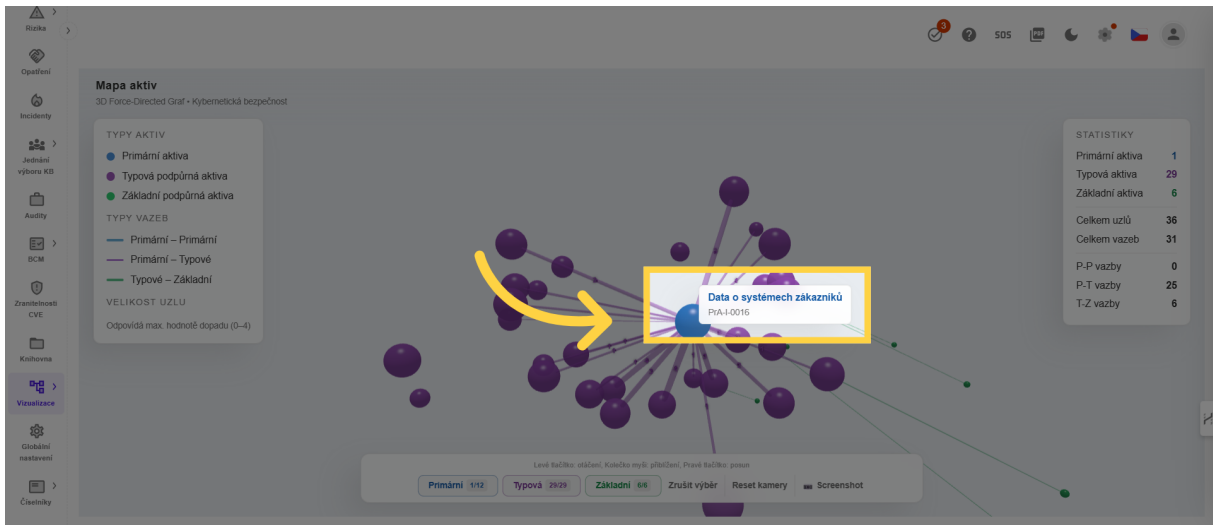 Rizika
Opatření
Incidenty
Jednání
výboru KB
Audity
BCM
Zranitelnosti
CVE
Knihovna
Vizualizace
Globální
nastavení
Číselníky
3
SOS
PDF
Mapa aktiv
3D Force-Directed Graf • Kybernetická bezpečnost
TYPY AKTIV
Primární aktiva
Typová podpůrná aktiva
Základní podpůrná aktiva
TYPY VAZEB
Primární – Primární
Primární – Typové
Typové – Základní
VELIKOST UZLU
Odpovídá max. hodnotě dopadu (0–4)
Data o systémech zákazníků
PrA-I-0016
STATISTIKY
Primární aktiva 1
Typová aktiva 29
Základní aktiva 6
Celkem uzlů 36
Celkem vazeb 31
P-P vazby 0
P-T vazby 25
T-Z vazby 6
Levé tlačítko: otáčení, Kolečko myši: přiblížení, Pravé tlačítko: posun
Primární 1/12 Typová 29/29 Základní 6/6 Zrušit výběr Reset kamery Screenshot